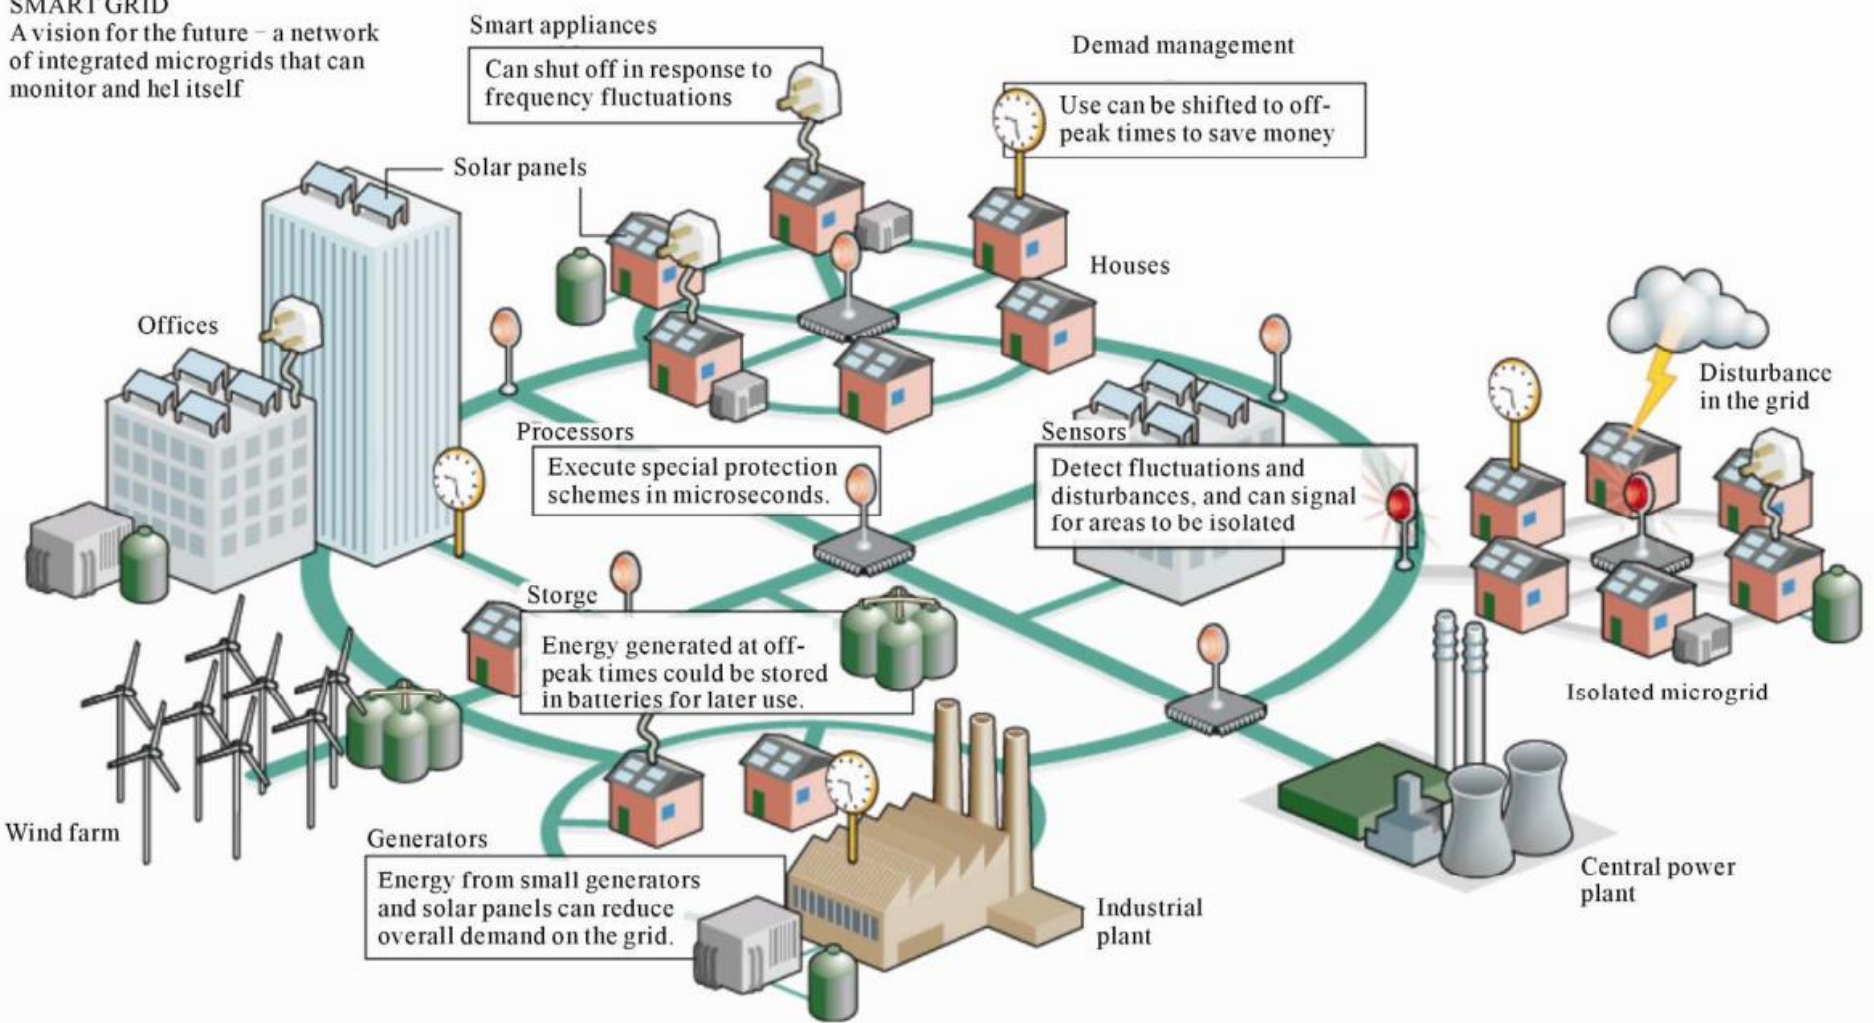 SMART GRID
A vision for the future – a network
of integrated microgrids that can
monitor and hel itself
Smart appliances
Can shut off in response to
frequency fluctuations
Demad management
Use can be shifted to off-
peak times to save money
Solar panels
Houses
Offices
Disturbance
in the grid
Processors
Execute special protection
schemes in microseconds.
Sensors
Detect fluctuations and
disturbances, and can signal
for areas to be isolated
Storge
Energy generated at off-
peak times could be stored
in batteries for later use.
Isolated microgrid
Wind farm
Generators
Energy from small generators
and solar panels can reduce
overall demand on the grid.
Industrial
plant
Central power
plant